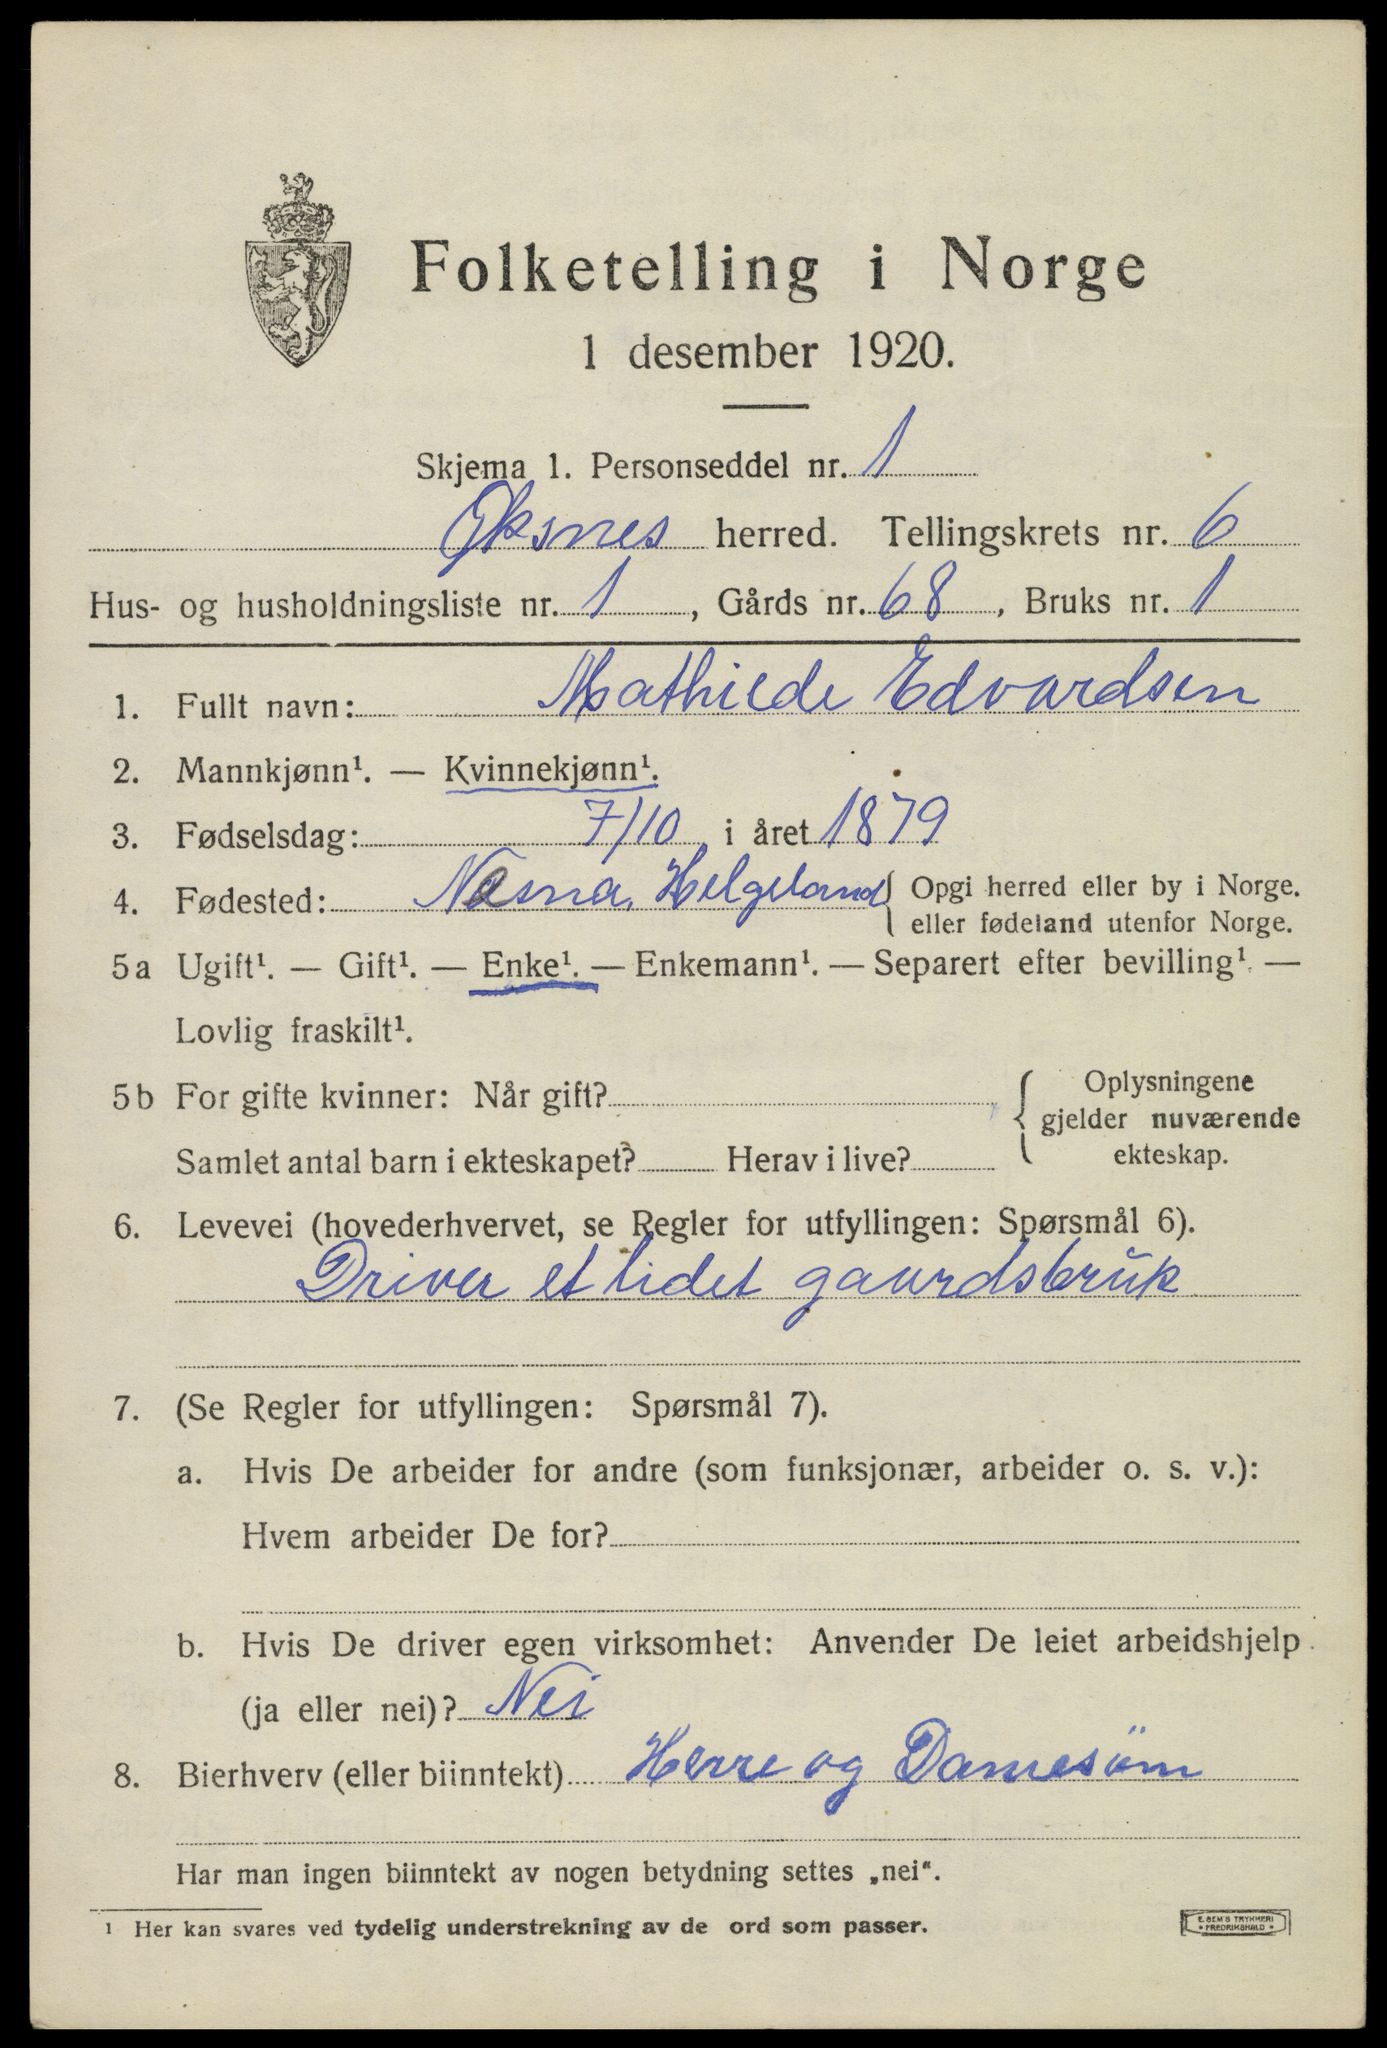 Folketelling i Norge
1 desember 1920.
Skjema 1. Personseddel nr. 1
Øksnes herred. Tellingskrets nr. 6
Hus- og husholdningsliste nr. 1, Gårds nr. 68, Bruks nr. 1
1. Fullt navn: Mathilde Edvardsen
2. Mannkjønn¹. — Kvinnekjønn¹.
3. Fødselsdag: 7/10 i året 1879
4. Fødested: Nesna, Helgeland { Opgi herred eller by i Norge.
eller fødeland utenfor Norge.
5a Ugift¹. — Gift¹. — Enke¹. — Enkemann¹. — Separert efter bevilling¹. —
Lovlig fraskilt¹.
5b For gifte kvinner: Når gift? { Oplysningene
gjelder nuværende
Samlet antal barn i ekteskapet? Herav i live? ekteskap.
6. Levevei (hovederhvervet, se Regler for utfyllingen: Spørsmål 6).
Driver et lidet gaardsbruk
7. (Se Regler for utfyllingen: Spørsmål 7).
a. Hvis De arbeider for andre (som funksjonær, arbeider o. s. v.):
Hvem arbeider De for?
b. Hvis De driver egen virksomhet: Anvender De leiet arbeidshjelp
(ja eller nei)? Nei
8. Bierhverv (eller biinntekt) Herre og Damesøm
Har man ingen biinntekt av nogen betydning settes „nei“.
¹ Her kan svares ved tydelig understrekning av de ord som passer.
E. SEM'S TRYKKERI
• FREDRIKSHALD •